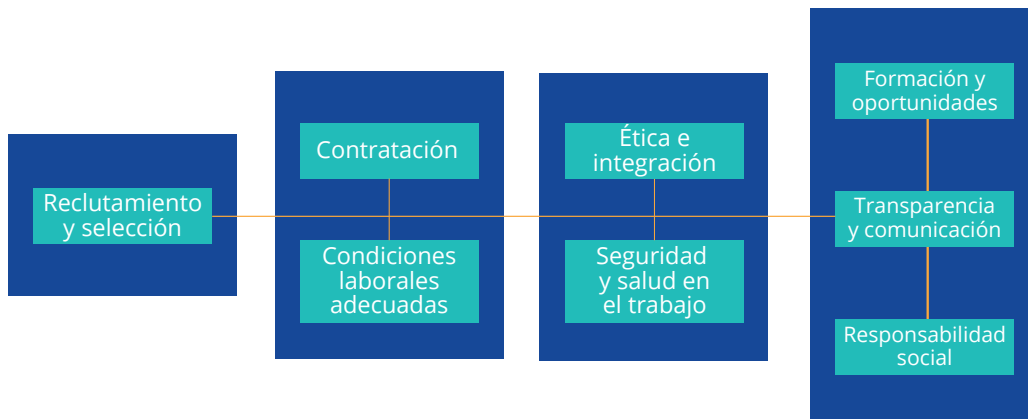 Reclutamiento
y selección
Contratación
Condiciones
laborales
adecuadas
Ética e
integración
Seguridad
y salud en
el trabajo
Formación y
oportunidades
Transparencia
y comunicación
Responsabilidad
social